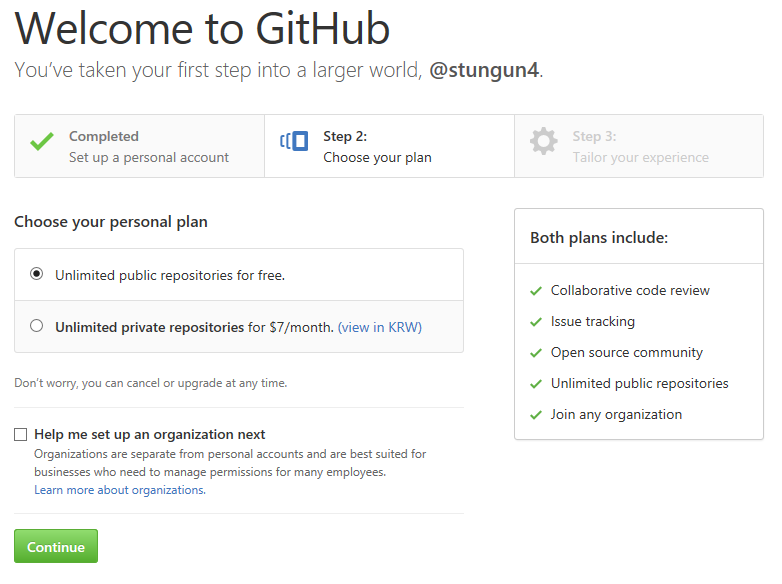 Welcome to GitHub
You've taken your first step into a larger world, @stungun4.
Completed
Set up a personal account
Step 2:
Choose your plan
Step 3:
Tailor your experience
Choose your personal plan
Unlimited public repositories for free.
Unlimited private repositories for $7/month. (view in KRW)
Don't worry, you can cancel or upgrade at any time.
Help me set up an organization next
Organizations are separate from personal accounts and are best suited for
businesses who need to manage permissions for many employees.
Learn more about organizations.
Continue
Both plans include:
Collaborative code review
Issue tracking
Open source community
Unlimited public repositories
Join any organization